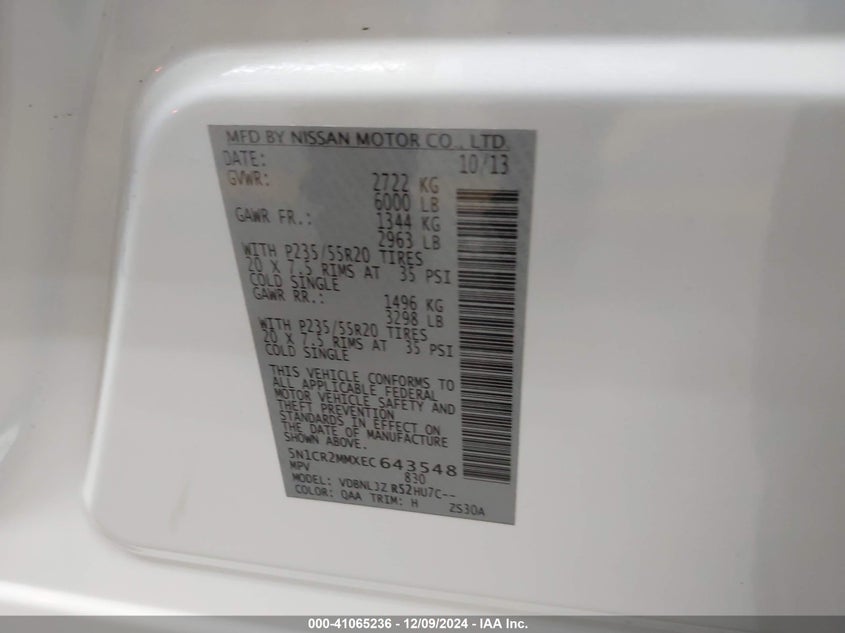 MFD BY NISSAN MOTOR CO., LTD.
DATE: 10/13
GVWR: 2722 KG
6000 LB
GAWR FR.: 1344 KG
2963 LB
WITH P235/55R20 TIRES
20 X 7.5 RIMS AT 35 PSI
COLD SINGLE
GAWR RR.: 1496 KG
3298 LB
WITH P235/55R20 TIRES
20 X 7.5 RIMS AT 35 PSI
COLD SINGLE
THIS VEHICLE CONFORMS TO
ALL APPLICABLE FEDERAL
MOTOR VEHICLE SAFETY AND
THEFT PREVENTION
STANDARDS IN EFFECT ON
THE DATE OF MANUFACTURE
SHOWN ABOVE.
5N1CR2MMXEC643548
MPV 830
MODEL: VDBNL3Z R52HU7C--
COLOR: QAA TRIM: H ZS30A
000-41065236 - 12/09/2024 - IAA Inc.